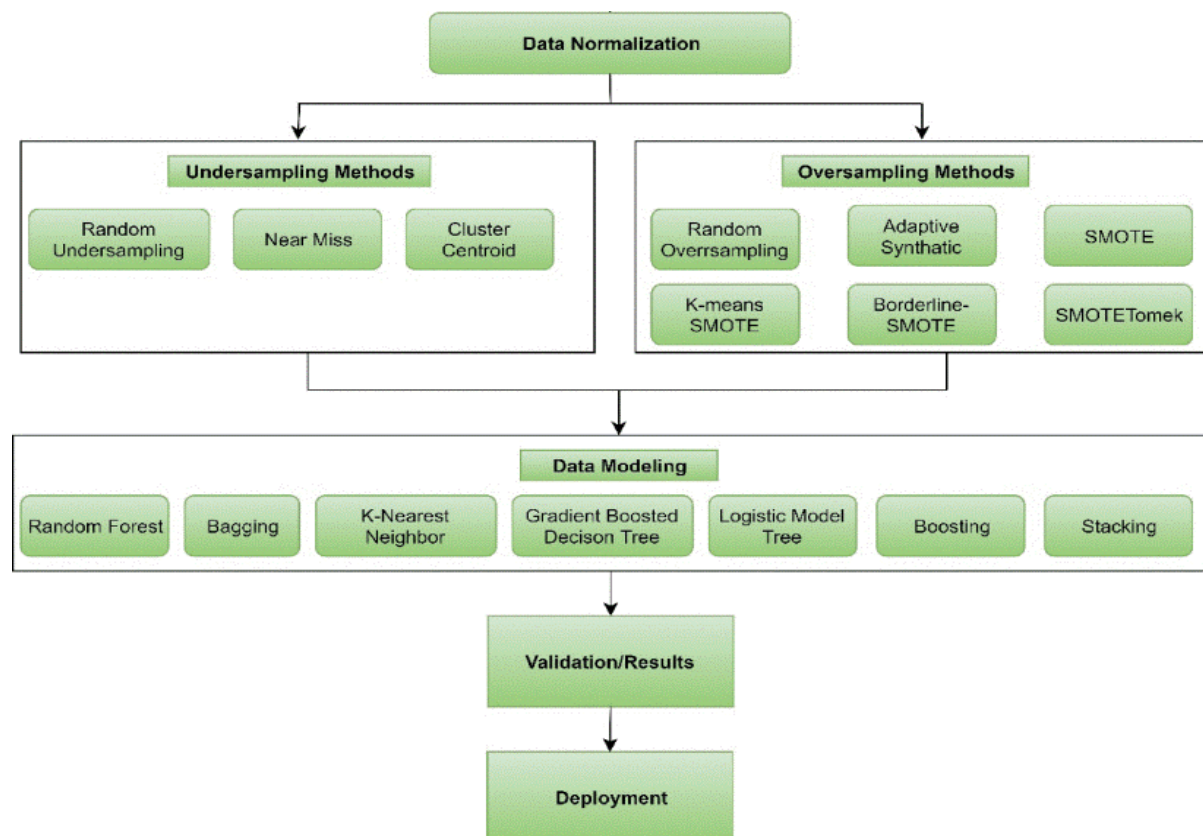 Data Normalization
Undersampling Methods
Random
Undersampling
Near Miss
Cluster
Centroid
Oversampling Methods
Random
Overrsampling
Adaptive
Synthatic
SMOTE
K-means
SMOTE
Borderline-
SMOTE
SMOTETomek
Data Modeling
Random Forest
Bagging
K-Nearest
Neighbor
Gradient Boosted
Decison Tree
Logistic Model
Tree
Boosting
Stacking
Validation/Results
Deployment